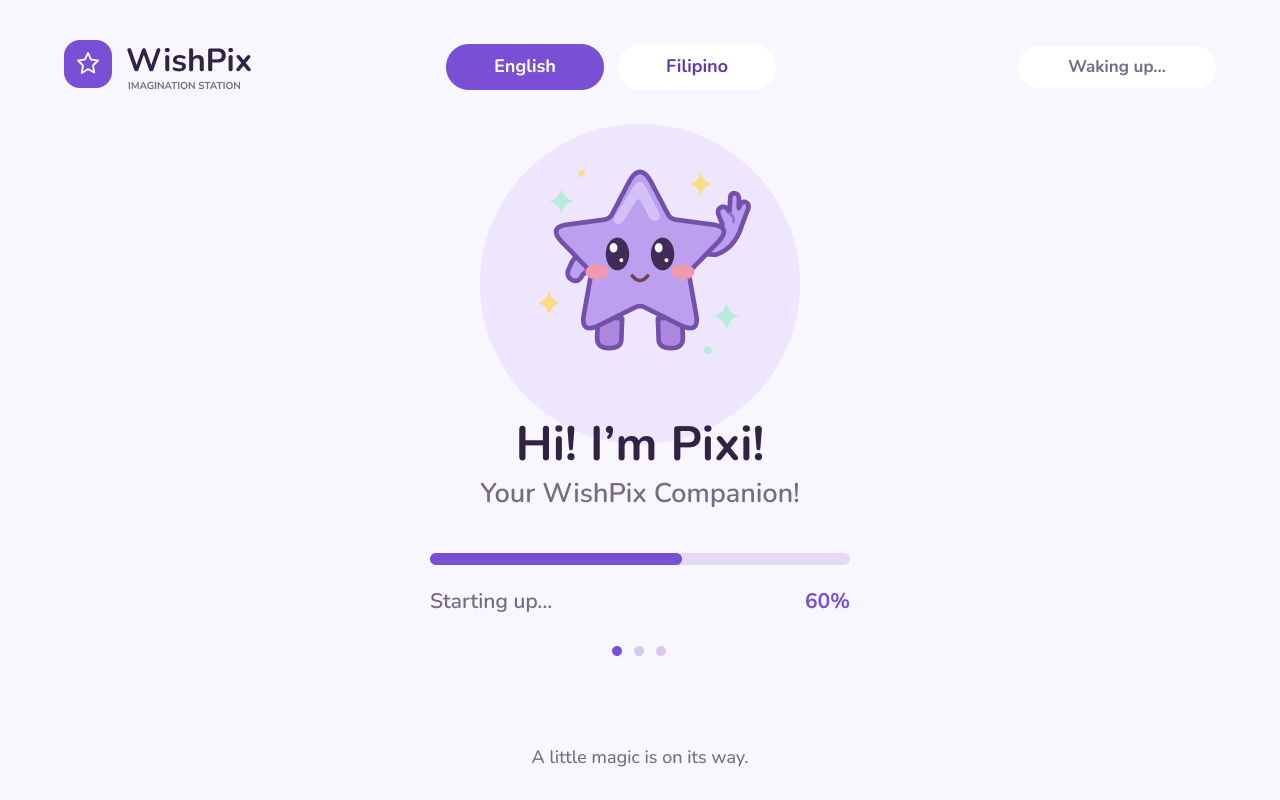 WishPix
IMAGINATION STATION
English
Filipino
Waking up...
Hi! I’m Pixi!
Your WishPix Companion!
Starting up...
60%
A little magic is on its way.